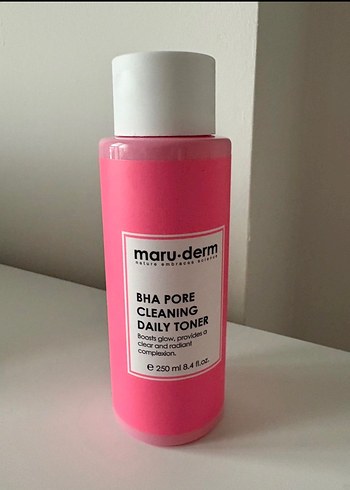 maru·derm
nature embraces science
BHA PORE
CLEANING
DAILY TONER
Boosts glow, provides a
clear and radiant
complexion.
℮ 250 ml 8.4 fl.oz.